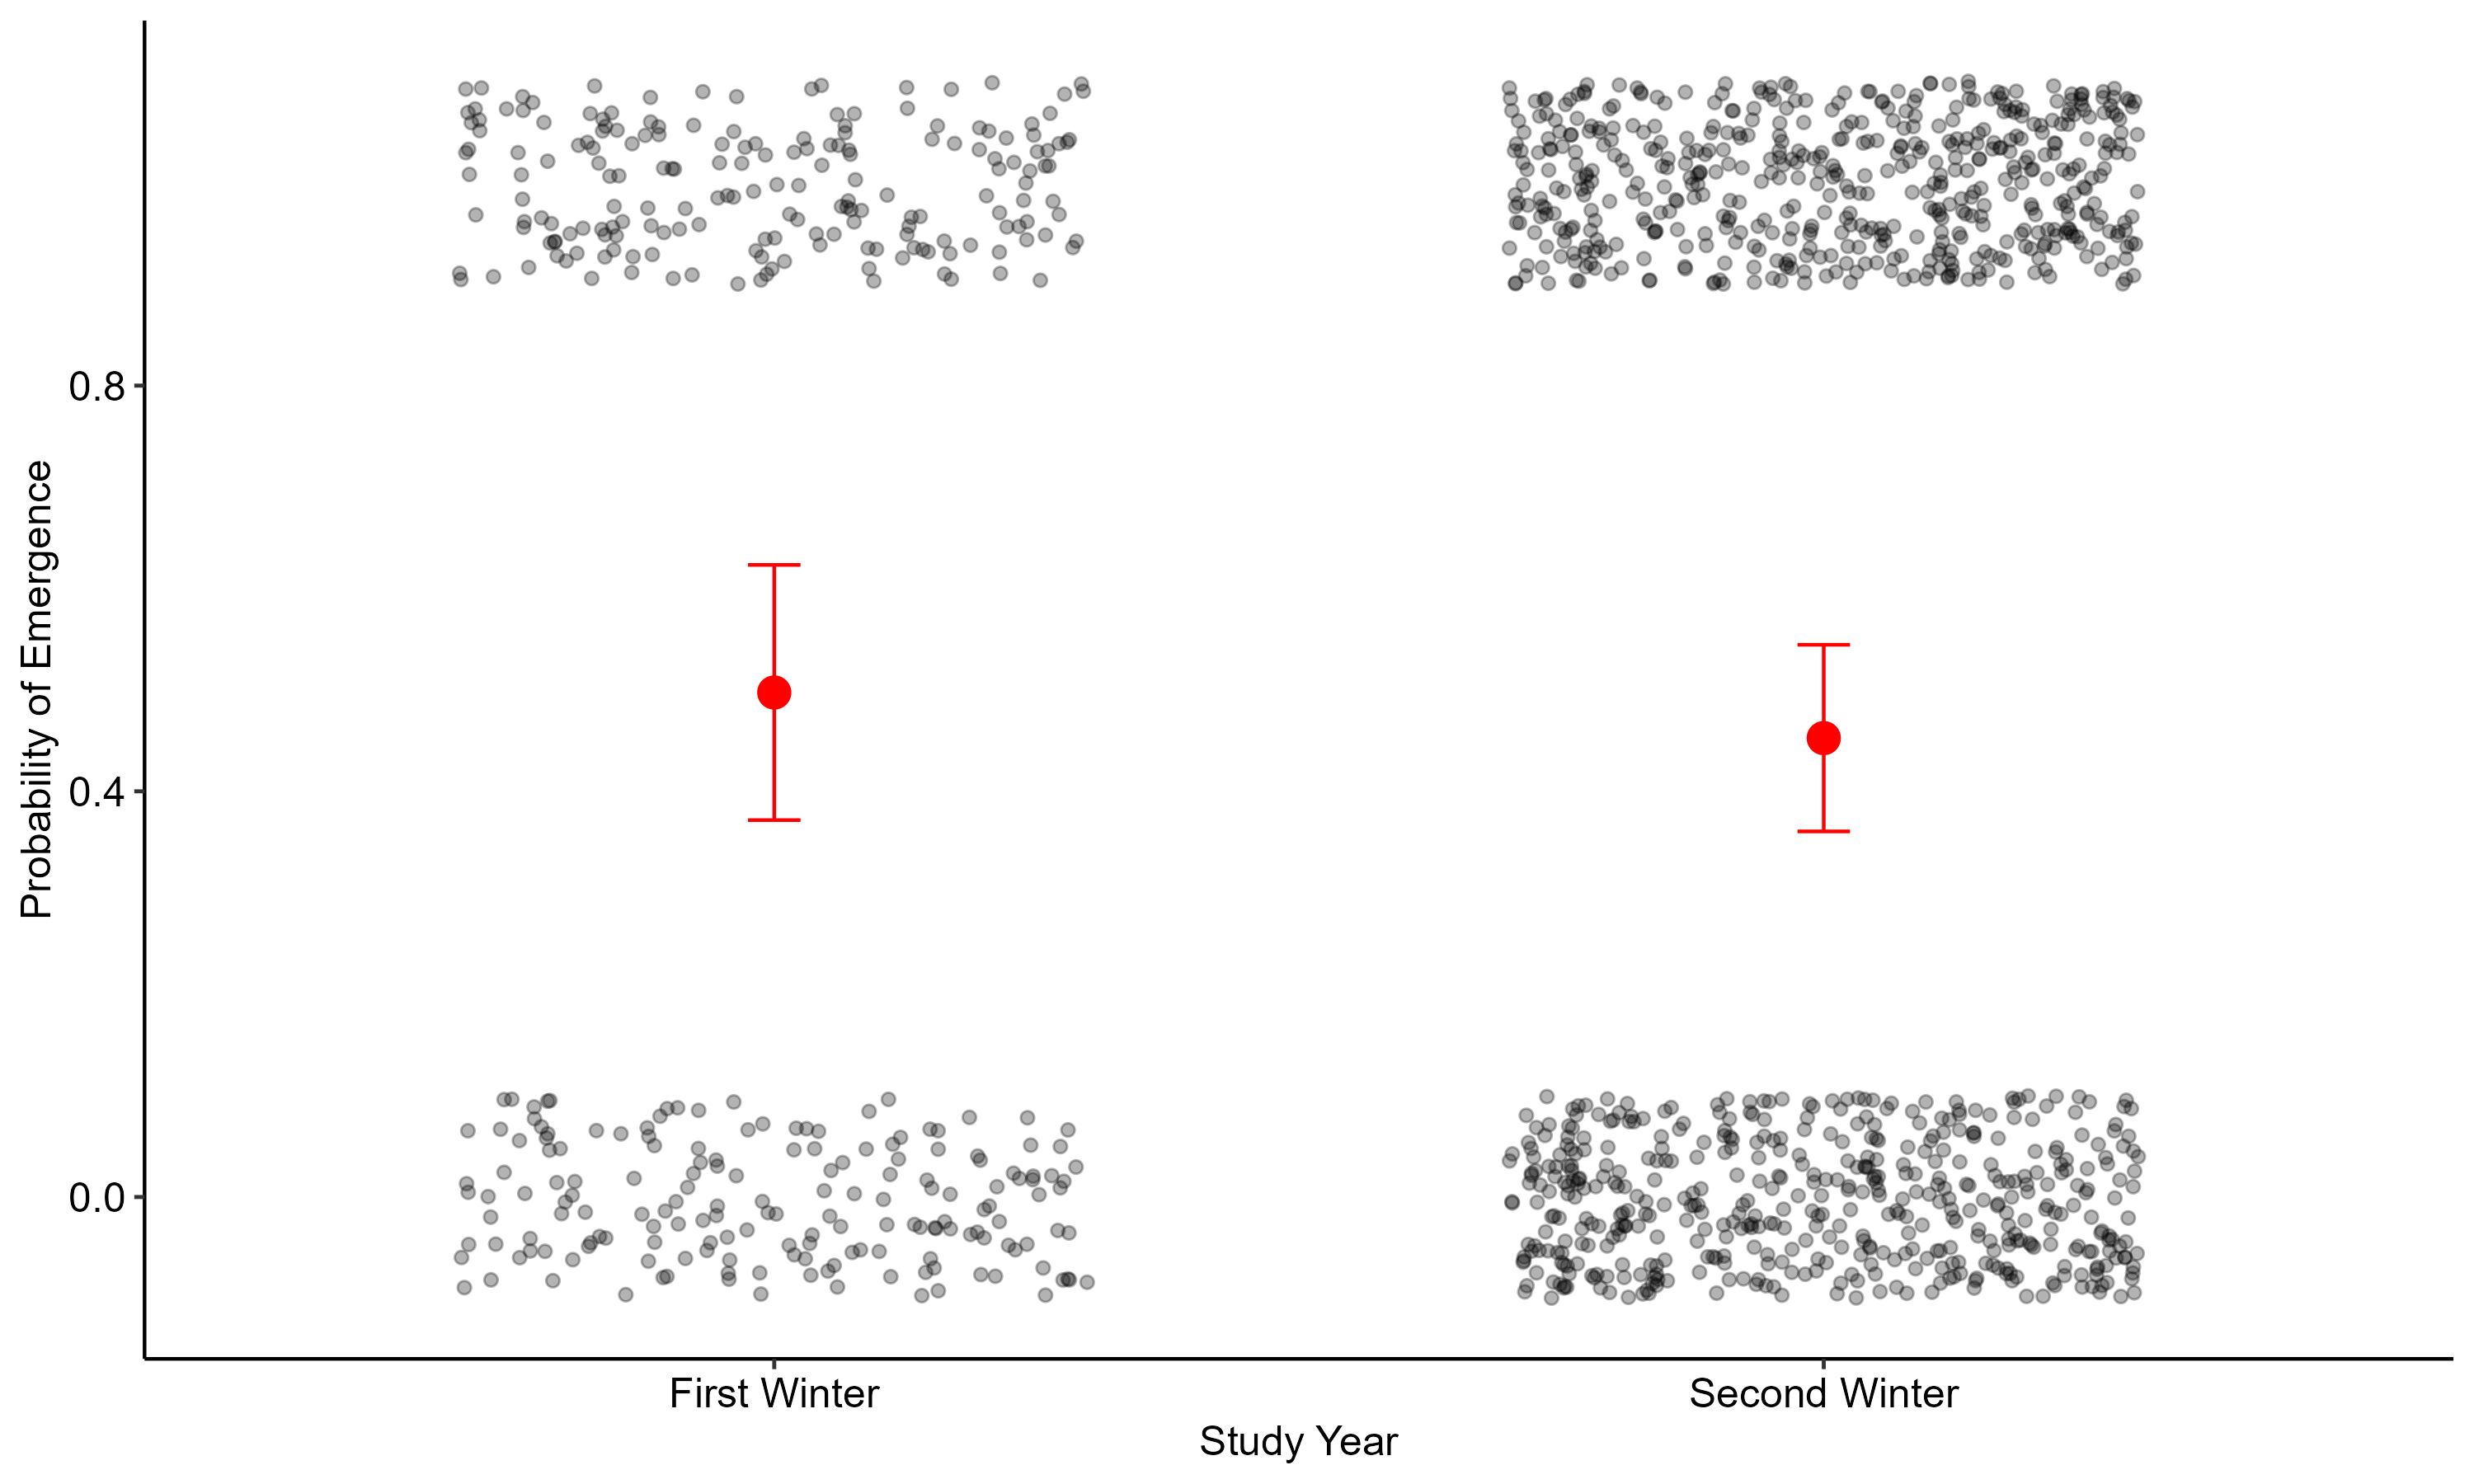 Probability of Emergence
0.8
0.4
0.0
First Winter
Second Winter
Study Year